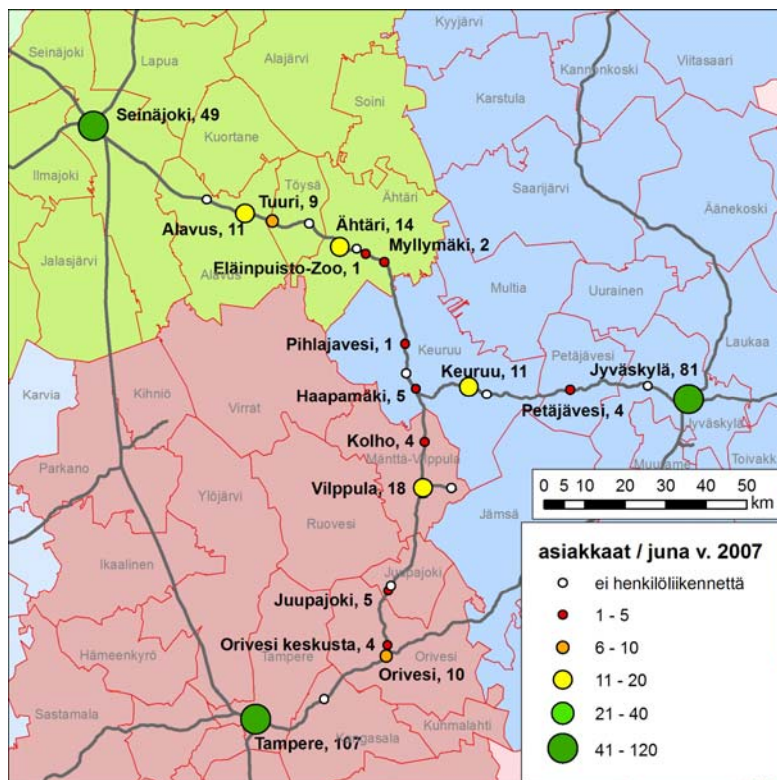 Kyyjärvi
Seinäjoki
Lapua
Alajärvi
Kannonkoski
Viitasaari
Soini
Karstula
Seinäjoki, 49
Kuortane
Ilmajoki
Töysä
Saarijärvi
Tuuri, 9
Ähtäri
Äänekoski
Ähtäri, 14
Alavus, 11
Myllymäki, 2
Jalasjärvi
Eläinpuisto-Zoo, 1
Alavus
Multia
Uurainen
Laukaa
Pihlajavesi, 1
Keuruu
Petäjävesi
Keuruu, 11
Jyväskylä, 81
Karvia
Kihniö
Virrat
Haapamäki, 5
Petäjävesi, 4
Jyväskylä
Kolho, 4
Mänttä-Vilppula
Muurame
Toivakk
Parkano
Ylöjärvi
Vilppula, 18
0 5 10 20 30 40 50
km
Jämsä
Ruovesi
asiakkaat / juna v. 2007
Ikaalinen
ei henkilöliikennettä
Juupajoki
Juupajoki, 5
1 - 5
6 - 10
Orivesi keskusta, 4
Hämeenkyrö
Tampere
Orivesi
Orivesi, 10
11 - 20
21 - 40
Sastamala
Kuhmalahti
Kangasala
Tampere, 107
41 - 120